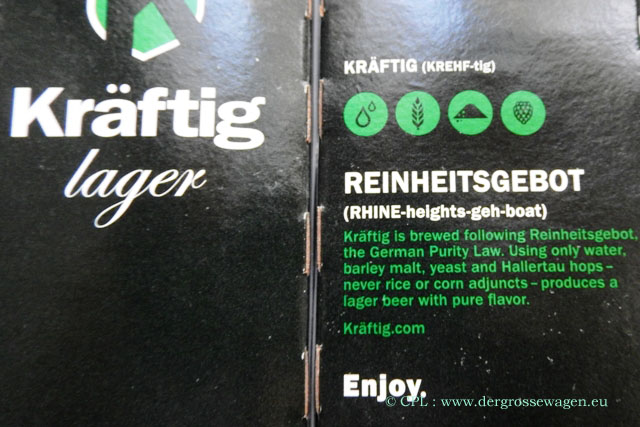 Kräftig
lager
KRÄFTIG (KREHF-tig)
REINHEITSGEBOT
(RHINE-heights-geh-boat)
Kräftig is brewed following Reinheitsgebot,
the German Purity Law. Using only water,
barley malt, yeast and Hallertau hops –
never rice or corn adjuncts – produces a
lager beer with pure flavor.
Kräftig.com
Enjoy.
© CPL : www.dergrossewagen.eu